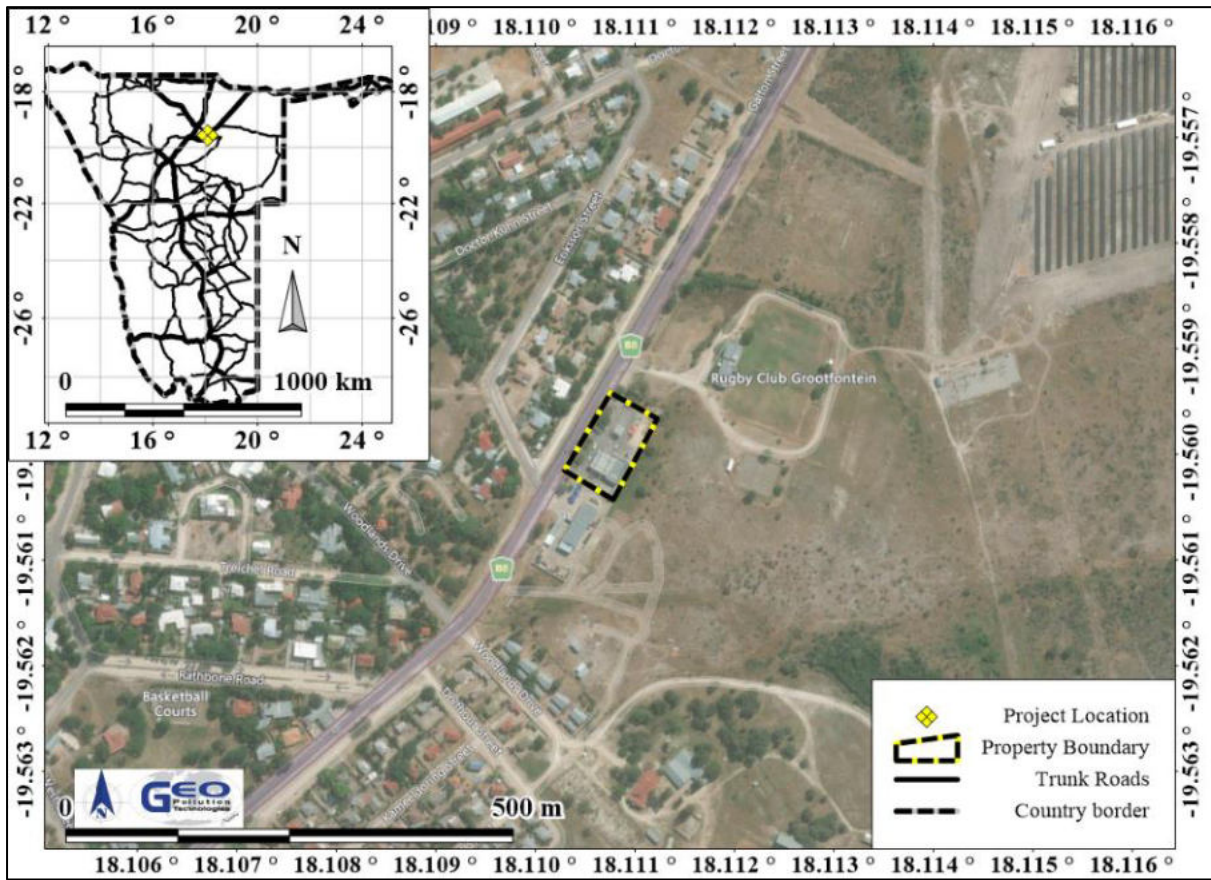 12 ° 16 ° 20 ° 24 °
109 18.110 ° 18.111 ° 18.112 ° 18.113 ° 18.114 ° 18.115 ° 18.116 °
-18 °
-22 °
-26 °
-18 °
-22 °
-26 °
N
0 1000 km
12 ° 16 ° 20 ° 24 °
Galton Street
Doctor Kunn Street
B8
Rugby Club Grootfontein
-19.557 °
-19.558 °
-19.559 °
-19.560 °
-19.561 °
-19.562 °
-19.563 °
-19.561 °
-19.562 °
-19.563 °
Woodlands Drive
Treichel Road
B8
Rathbone Road
Basketball
Courts
Woodlands Drive
GEO
Pollution
Technologies
0 500 m
Project Location
Property Boundary
Trunk Roads
Country border
18.106 ° 18.107 ° 18.108 ° 18.109 ° 18.110 ° 18.111 ° 18.112 ° 18.113 ° 18.114 ° 18.115 ° 18.116 °